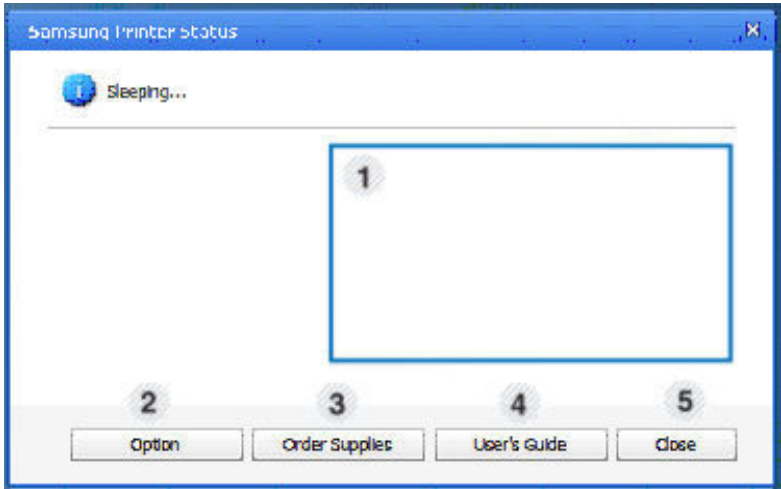 Samsung Printer Status
Sleeping...
1
2 3 4 5
Option Order Supplies User's Guide Close